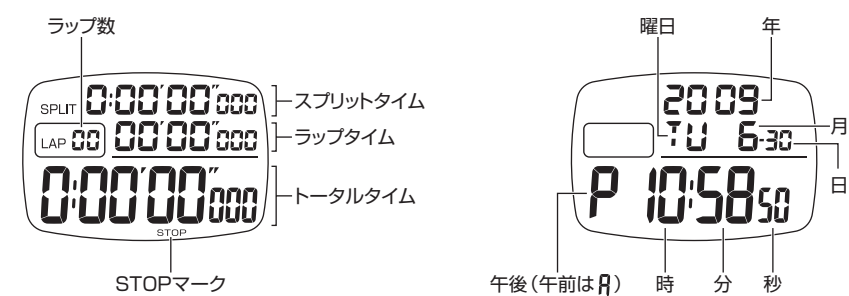 ラップ数
SPLIT 0:00'00"000
スプリットタイム
LAP 00 00'00"000
ラップタイム
0:00'00"000
トータルタイム
STOP
STOPマーク
曜日
年
2009
TU 6-30
月
日
P 10:58 50
午後(午前はA)
時
分
秒